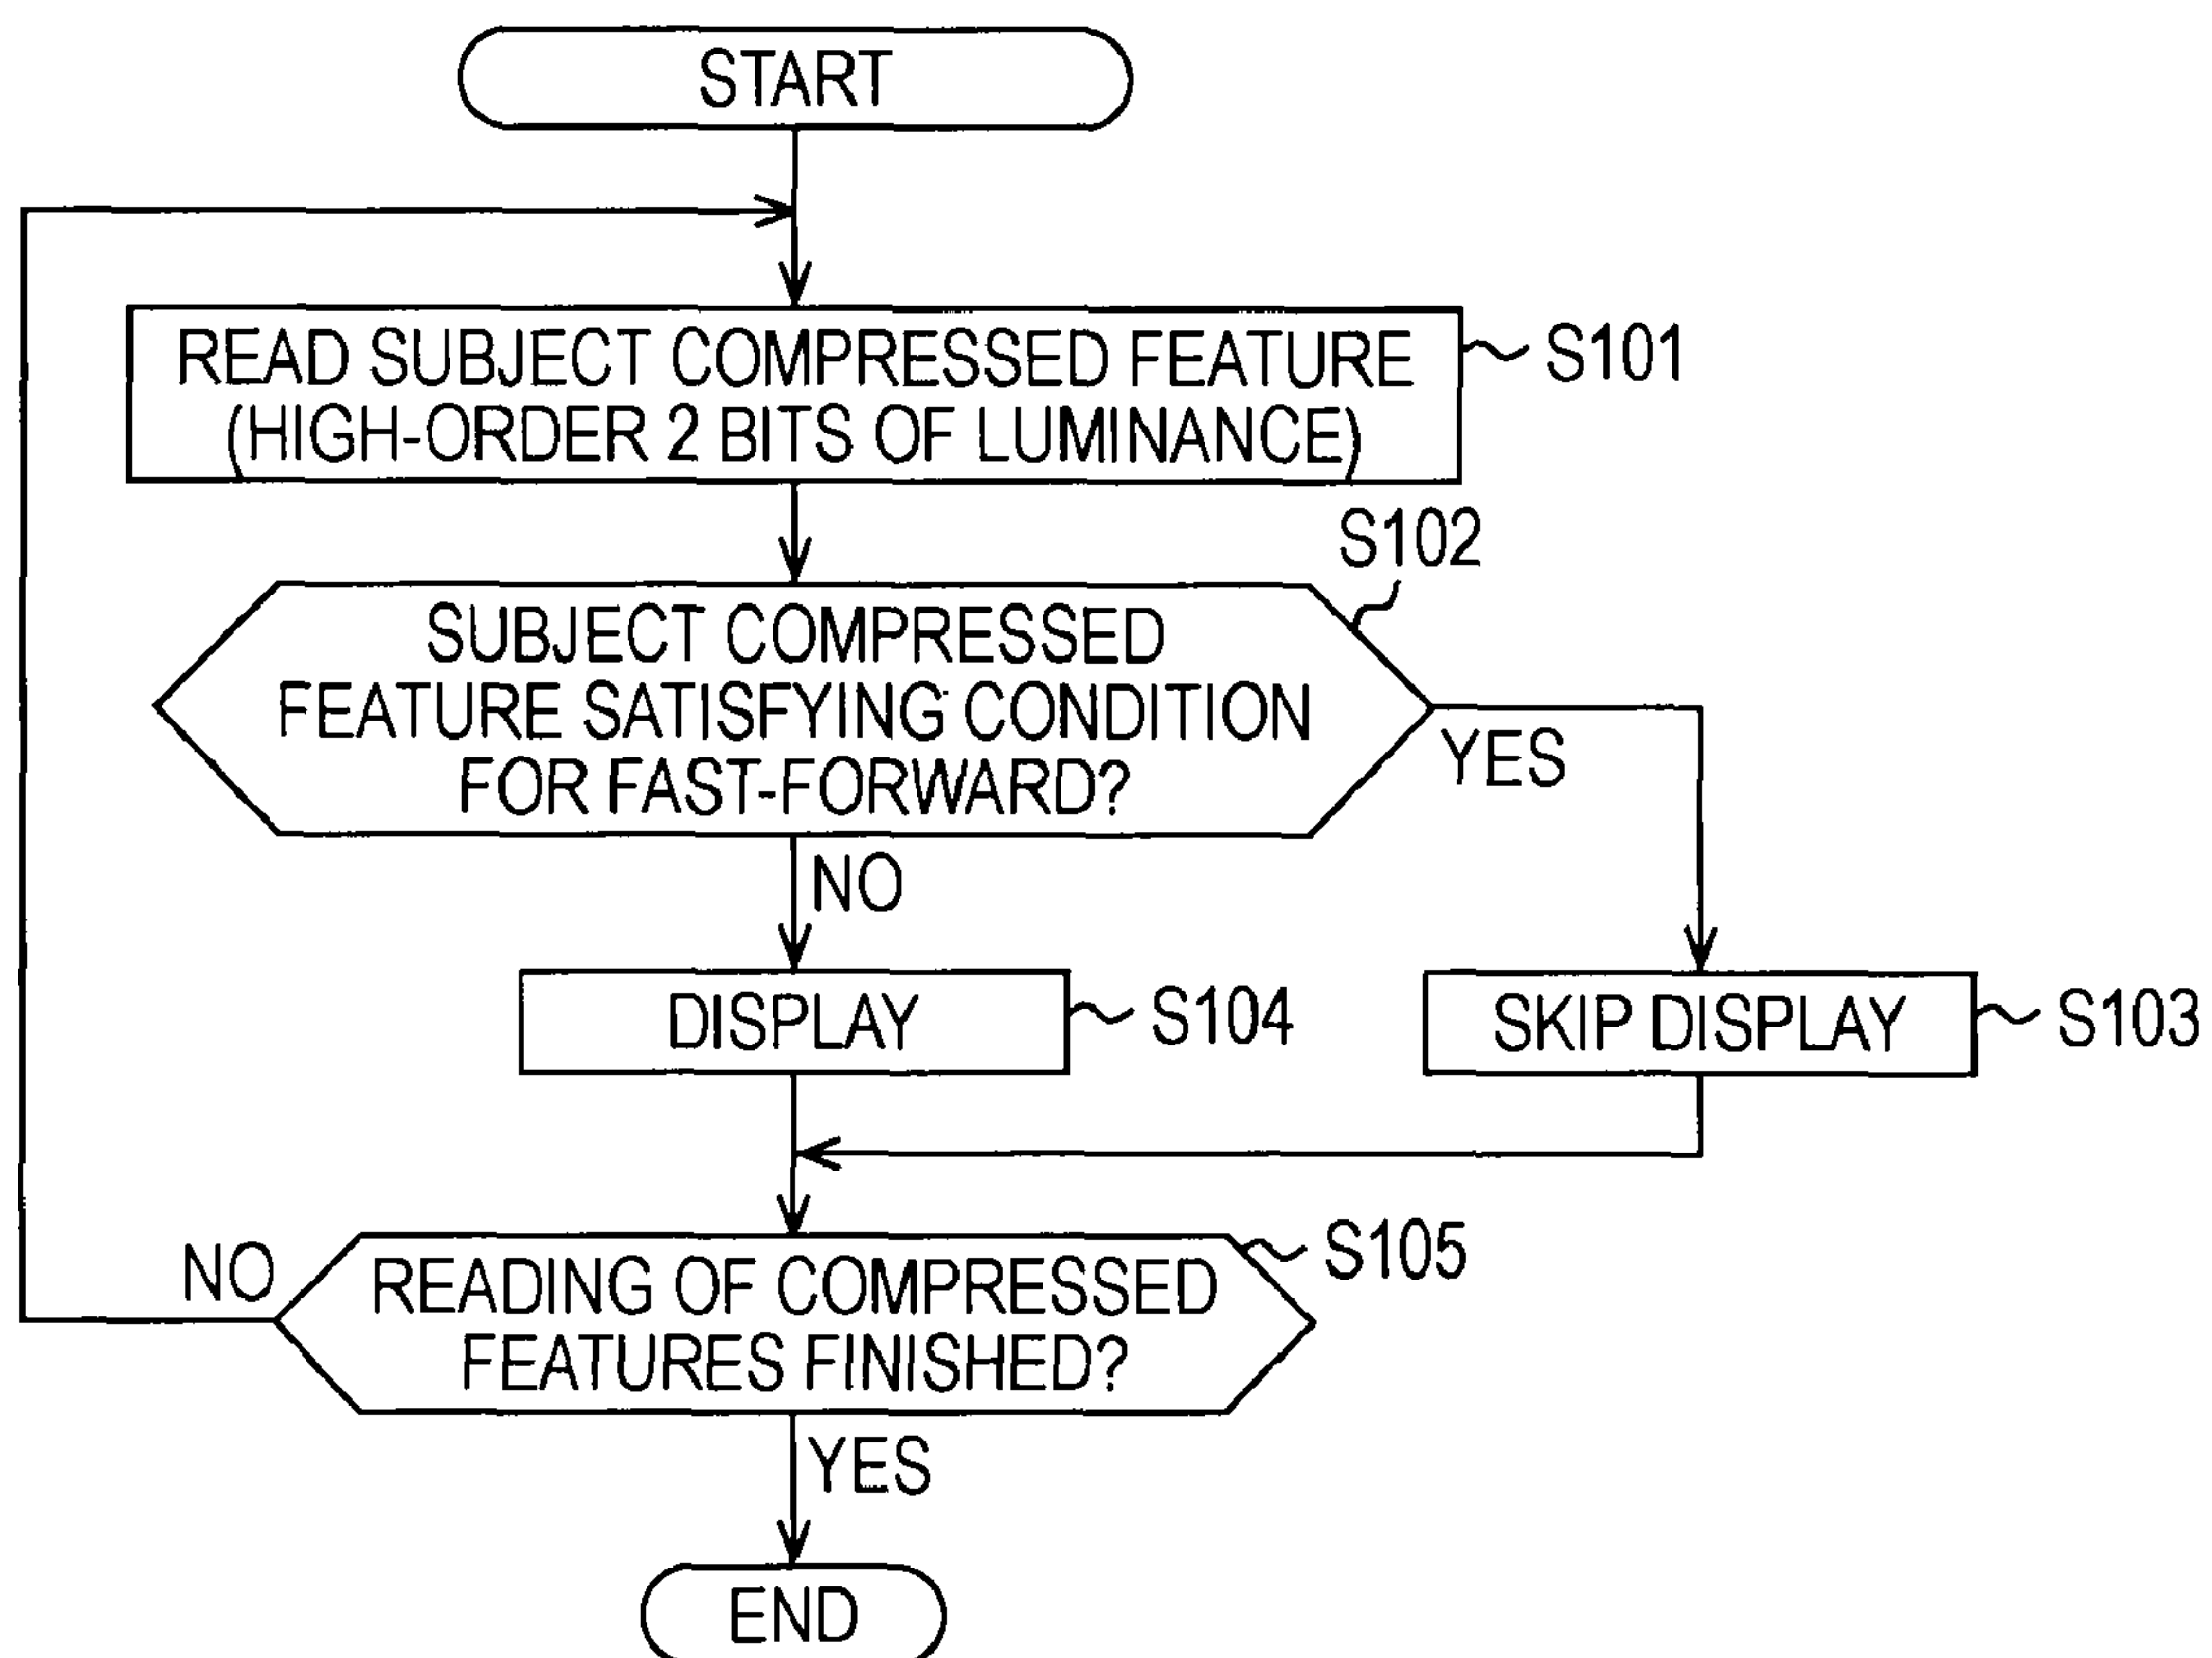 START
READ SUBJECT COMPRESSED FEATURE
(HIGH-ORDER 2 BITS OF LUMINANCE)
S101
S102
SUBJECT COMPRESSED
FEATURE SATISFYING CONDITION
FOR FAST-FORWARD?
YES
NO
DISPLAY
S104
SKIP DISPLAY
S103
S105
NO
READING OF COMPRESSED
FEATURES FINISHED?
YES
END